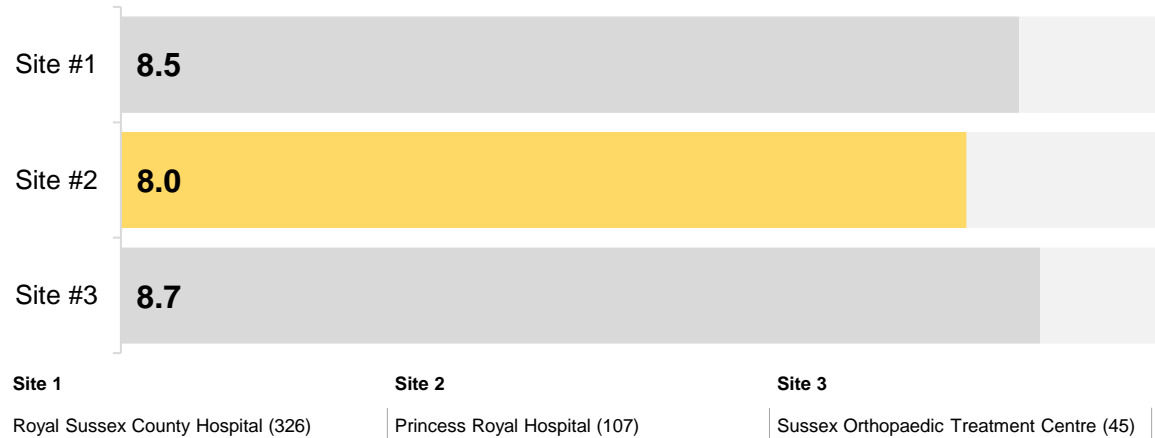 Site #1 8.5
Site #2 8.0
Site #3 8.7
Site 1 Site 2 Site 3
Royal Sussex County Hospital (326) Princess Royal Hospital (107) Sussex Orthopaedic Treatment Centre (45)